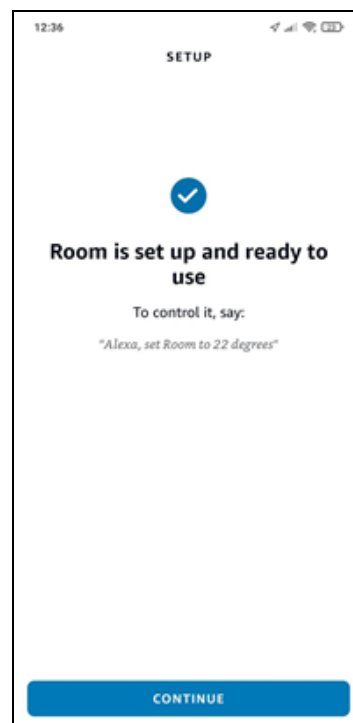 12:36
SETUP
Room is set up and ready to
use
To control it, say:
"Alexa, set Room to 22 degrees"
CONTINUE